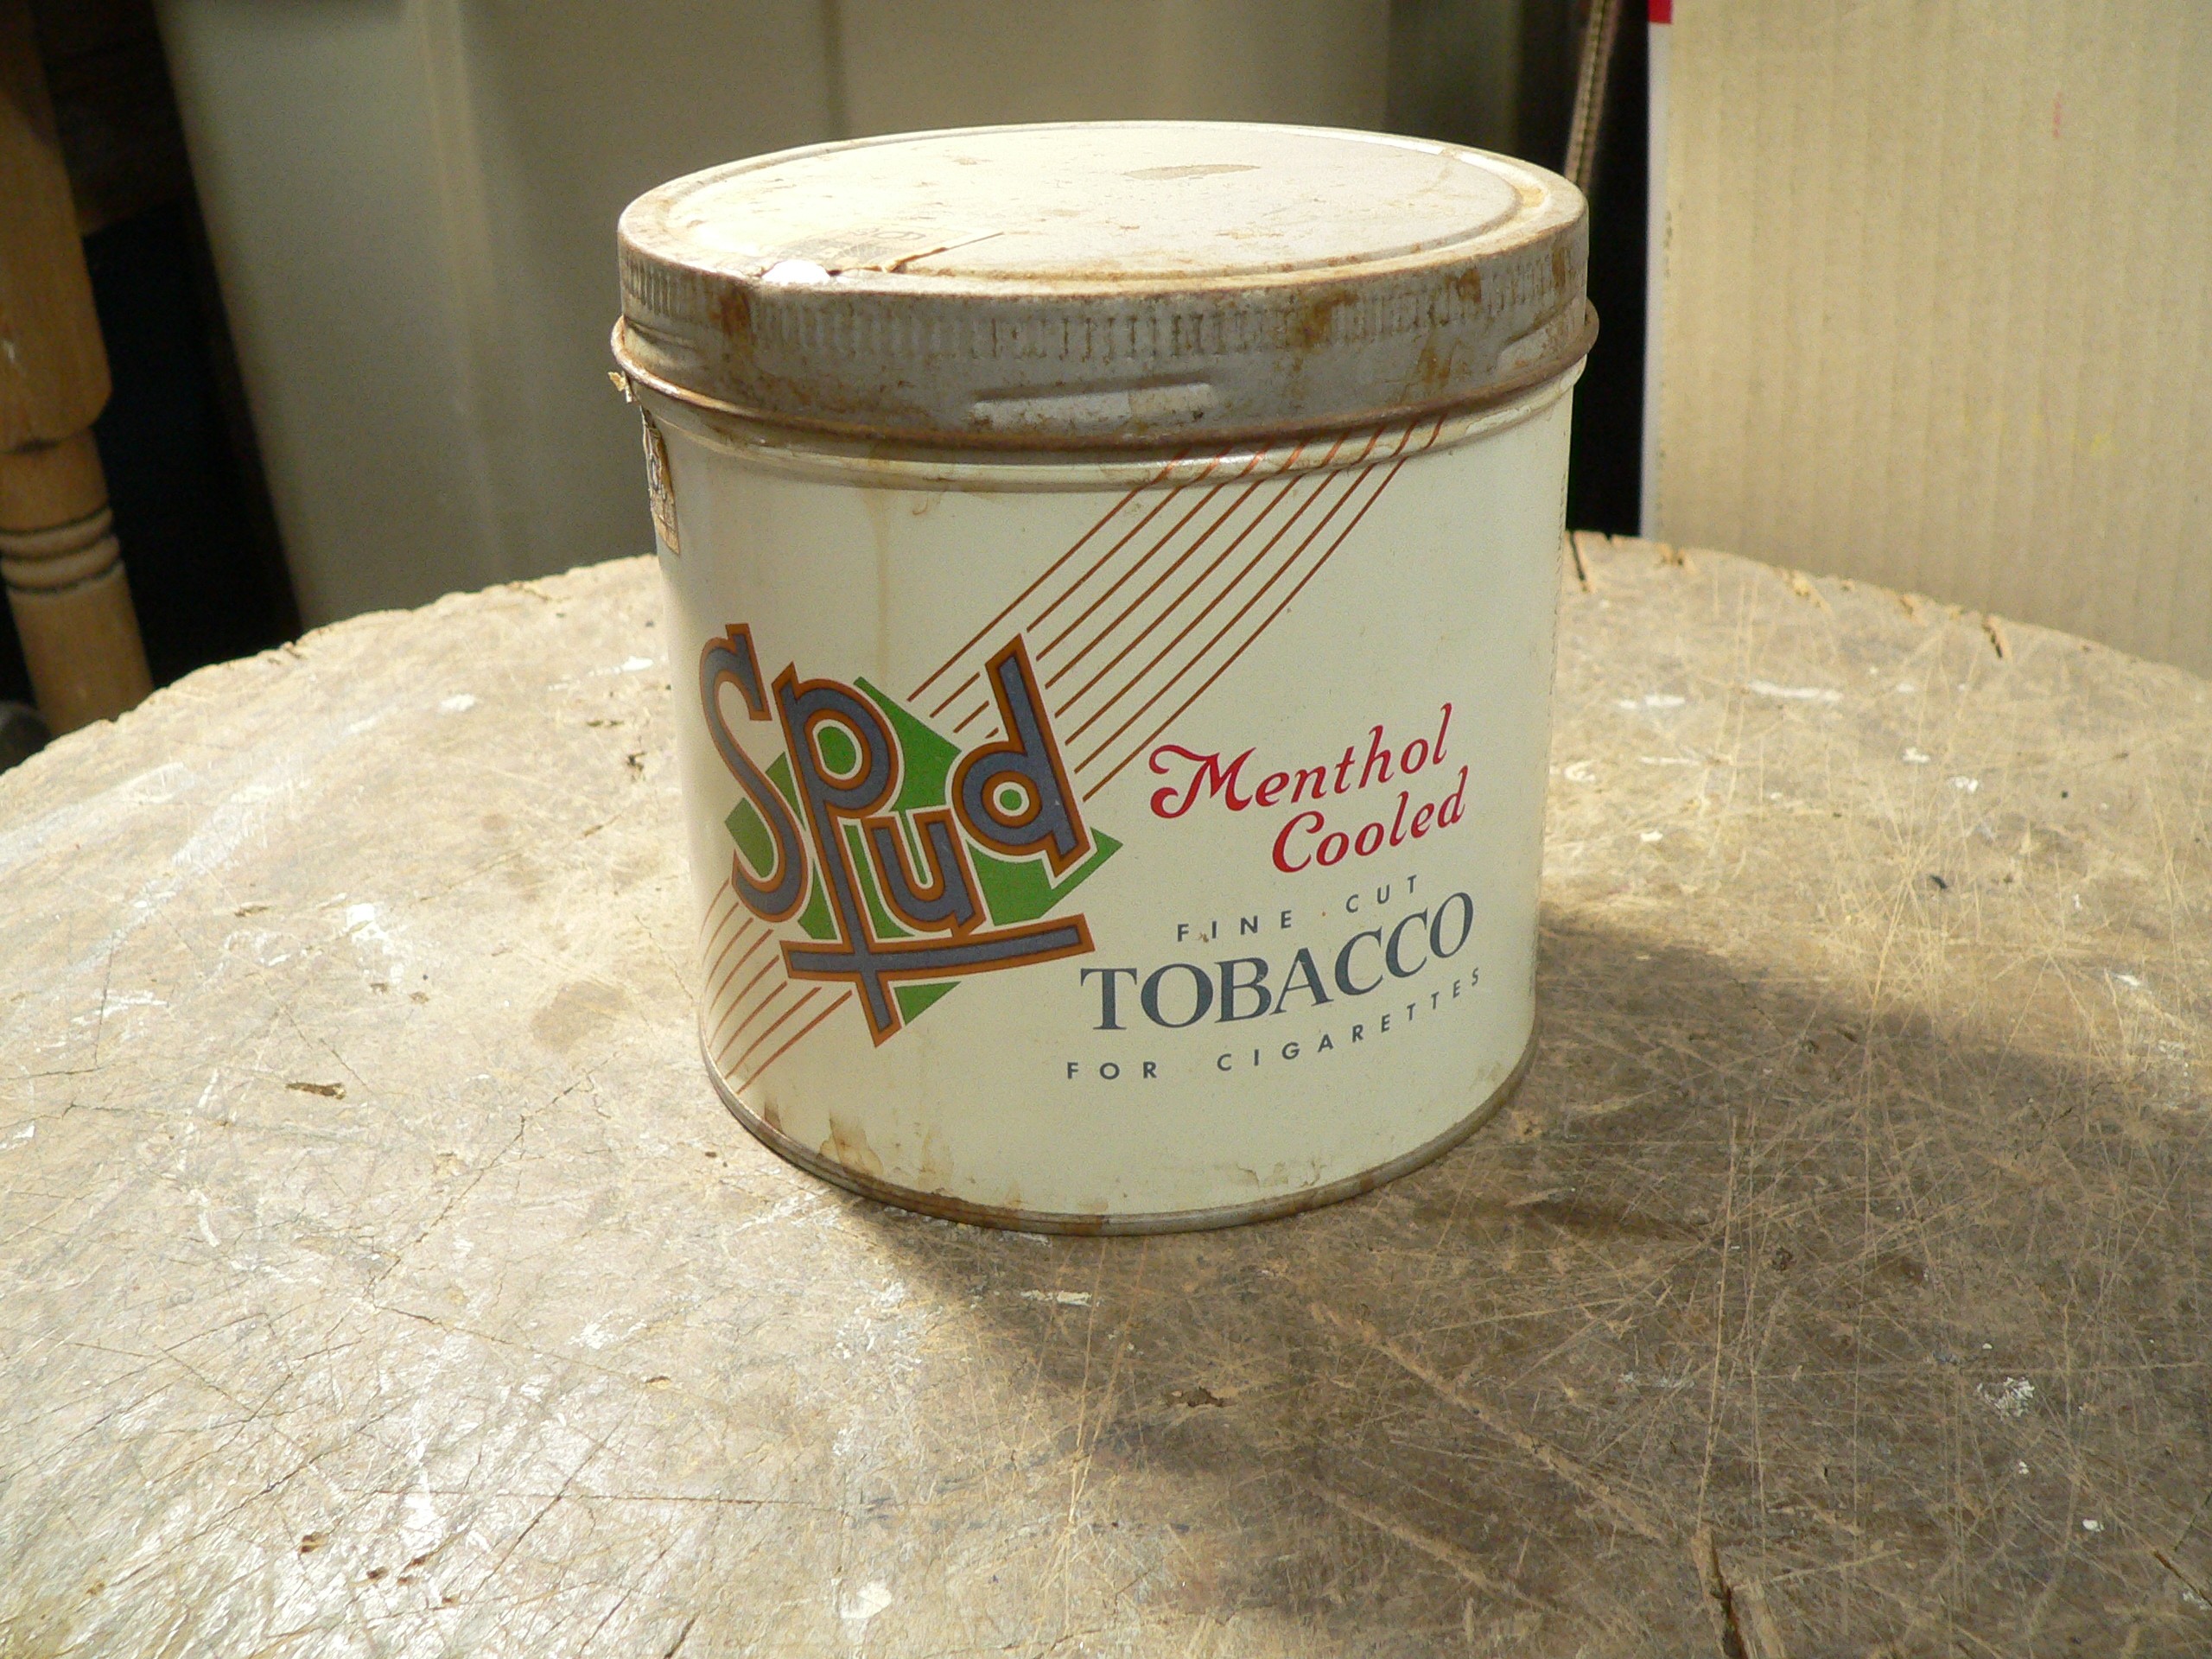 Spud
Menthol
Cooled
FINE CUT
TOBACCO
FOR CIGARETTES